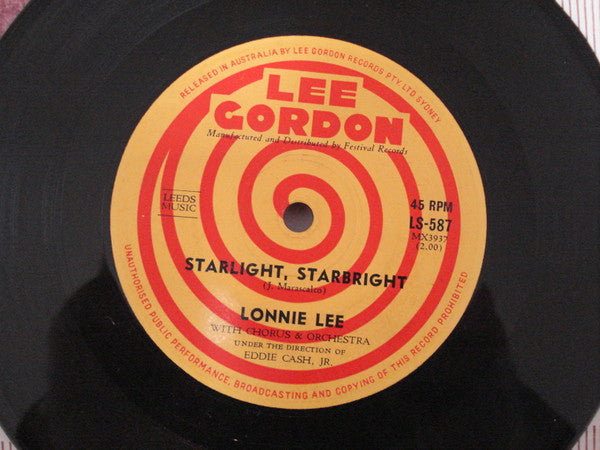 RELEASED IN AUSTRALIA BY LEE GORDON RECORDS PTY. LTD. SYDNEY
LEE
GORDON
Manufactured and Distributed by Festival Records
LEEDS
MUSIC
45 RPM
LS-587
MX3937
(2.00)
STARLIGHT, STARBRIGHT
(J. Marascalco)
LONNIE LEE
WITH CHORUS & ORCHESTRA
UNDER THE DIRECTION OF
EDDIE CASH, JR.
UNAUTHORISED PUBLIC PERFORMANCE, BROADCASTING AND COPYING OF THIS RECORD PROHIBITED